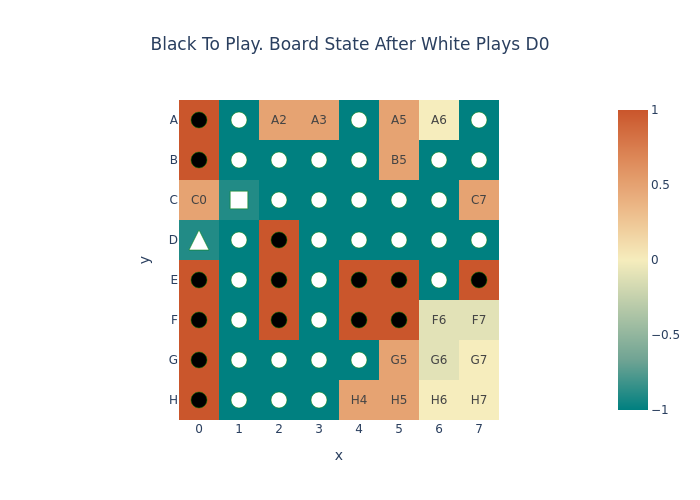 Black To Play. Board State After White Plays D0
A
A2
A3
A5
A6
1
B
B5
C
C0
C7
0.5
D
y
0
E
F
F6
F7
−0.5
G
G5
G6
G7
H
H4
H5
H6
H7
−1
0 1 2 3 4 5 6 7
x